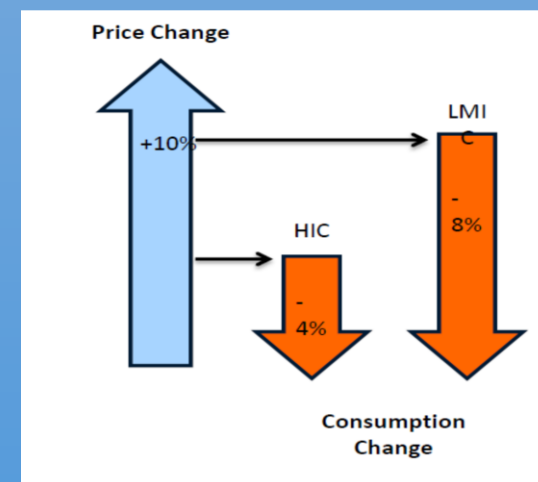 Price Change
+10%
LMI
C
-
8%
HIC
-
4%
Consumption
Change